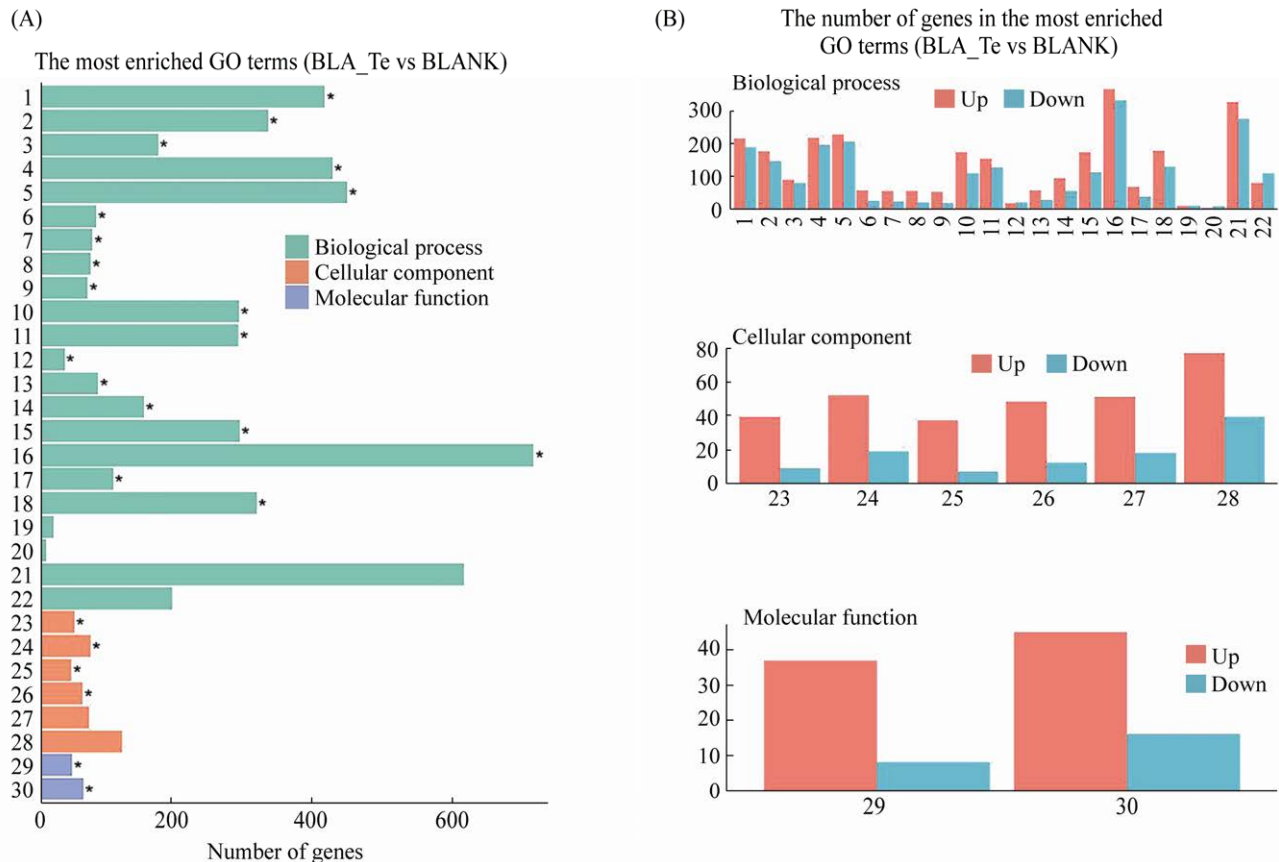 (A)
The most enriched GO terms (BLA_Te vs BLANK)
1 *
2 *
3 *
4 *
5 *
6 *
7 *
8 *
9 *
10 *
11 *
12 *
13 *
14 *
15 *
16 *
17 *
18 *
19
20
21
22
23 *
24 *
25 *
26 *
27
28
29 *
30 *
Biological process
Cellular component
Molecular function
0 200 400 600
Number of genes
(B)
The number of genes in the most enriched
GO terms (BLA_Te vs BLANK)
Biological process
Up Down
300
200
100
0
1 2 3 4 5 6 7 8 9 10 11 12 13 14 15 16 17 18 19 20 21 22
Cellular component
Up Down
80
60
40
20
0
23 24 25 26 27 28
Molecular function
Up
Down
40
30
20
10
0
29 30